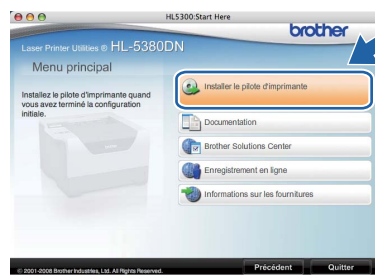 HL5300:Start Here
brother
Laser Printer Utilities © HL-5380DN
Menu principal
Installez le pilote d'imprimante quand
vous avez terminé la configuration
initiale.
Installer le pilote d'imprimante
Documentation
Brother Solutions Center
Enregistrement en ligne
Informations sur les fournitures
© 2001-2008 Brother Industries, Ltd. All Rights Reserved.
Précédent
Quitter